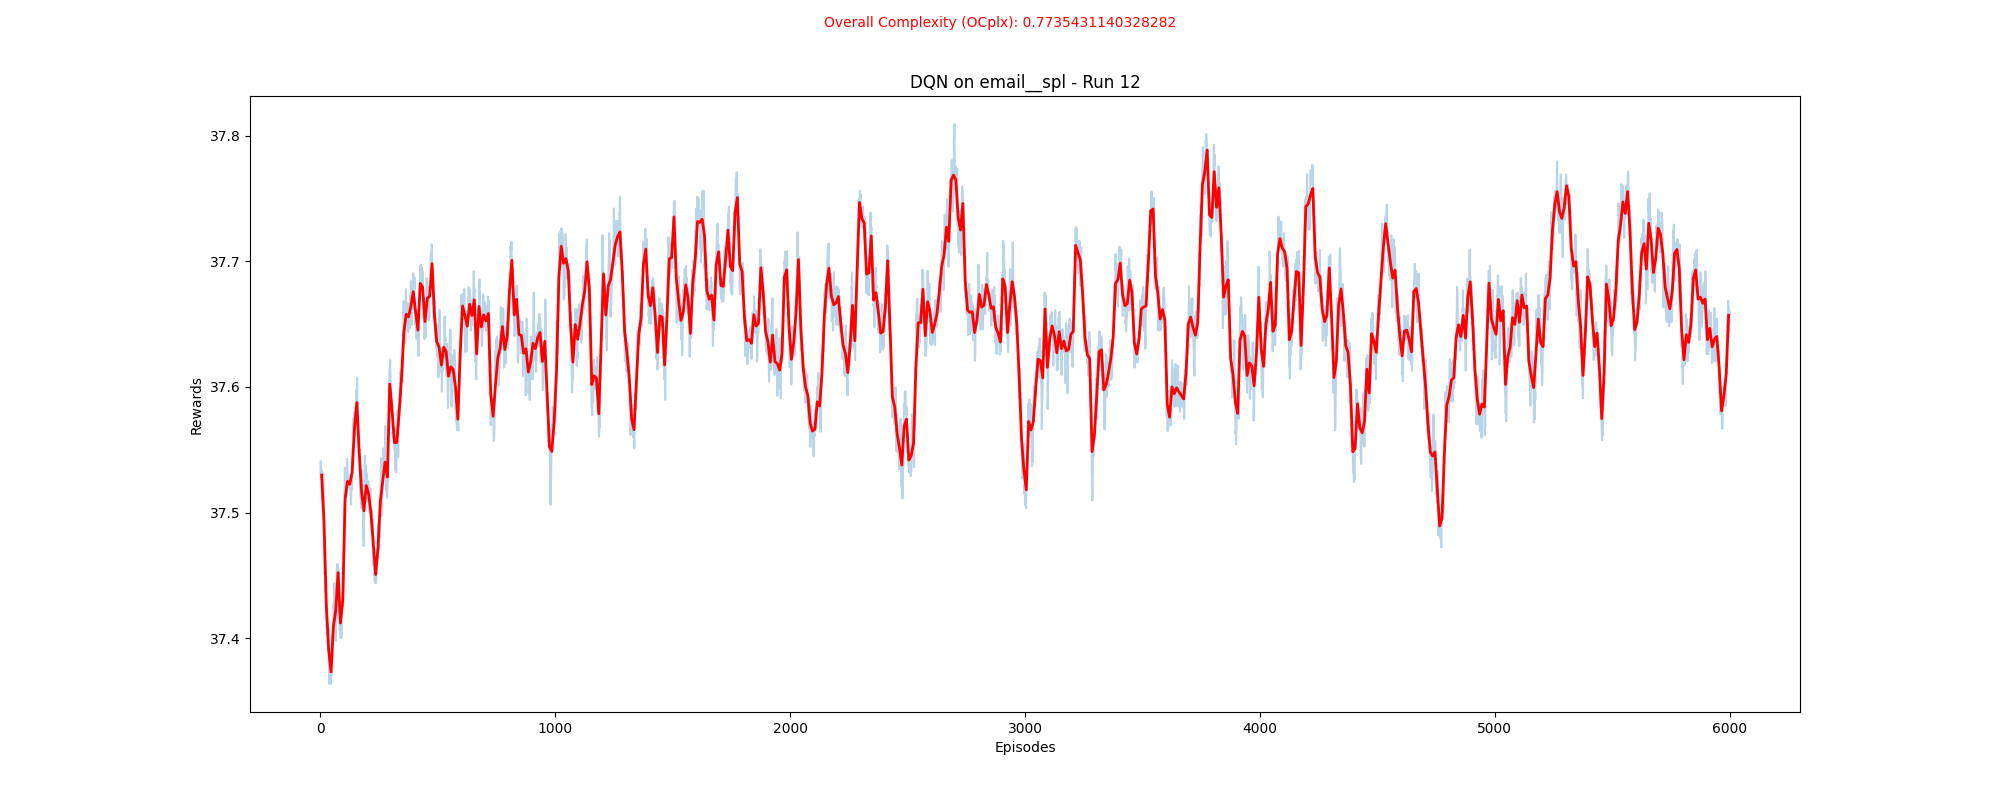 Overall Complexity (OCplx): 0.7735431140328282
DQN on email__spl - Run 12
37.8
37.7
37.6
37.5
37.4
Rewards
0 1000 2000 3000 4000 5000 6000
Episodes